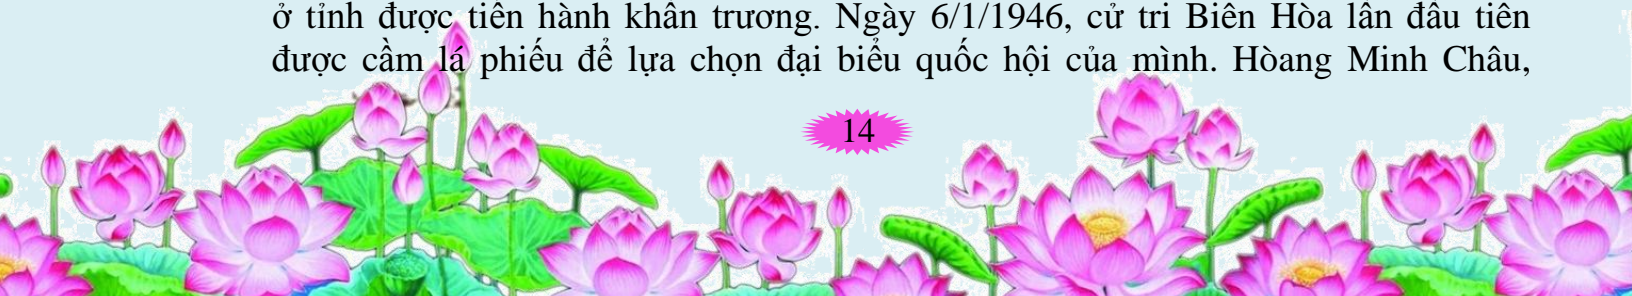 ở tỉnh được tiến hành khẩn trương. Ngày 6/1/1946, cử tri Biên Hòa lần đầu tiên
được cầm lá phiếu để lựa chọn đại biểu quốc hội của mình. Hòang Minh Châu,
14